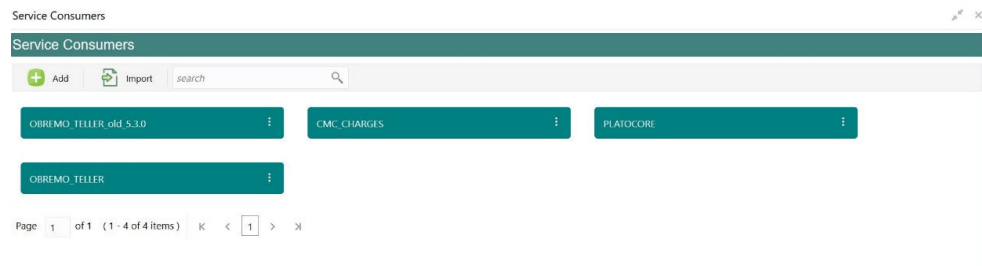 Service Consumers
Service Consumers
Add Import search
OBREMO_TELLER_old_5.3.0 CMC_CHARGES PLATOCORE
OBREMO_TELLER
Page 1 of 1 (1 - 4 of 4 items) K < 1 > Ʞ